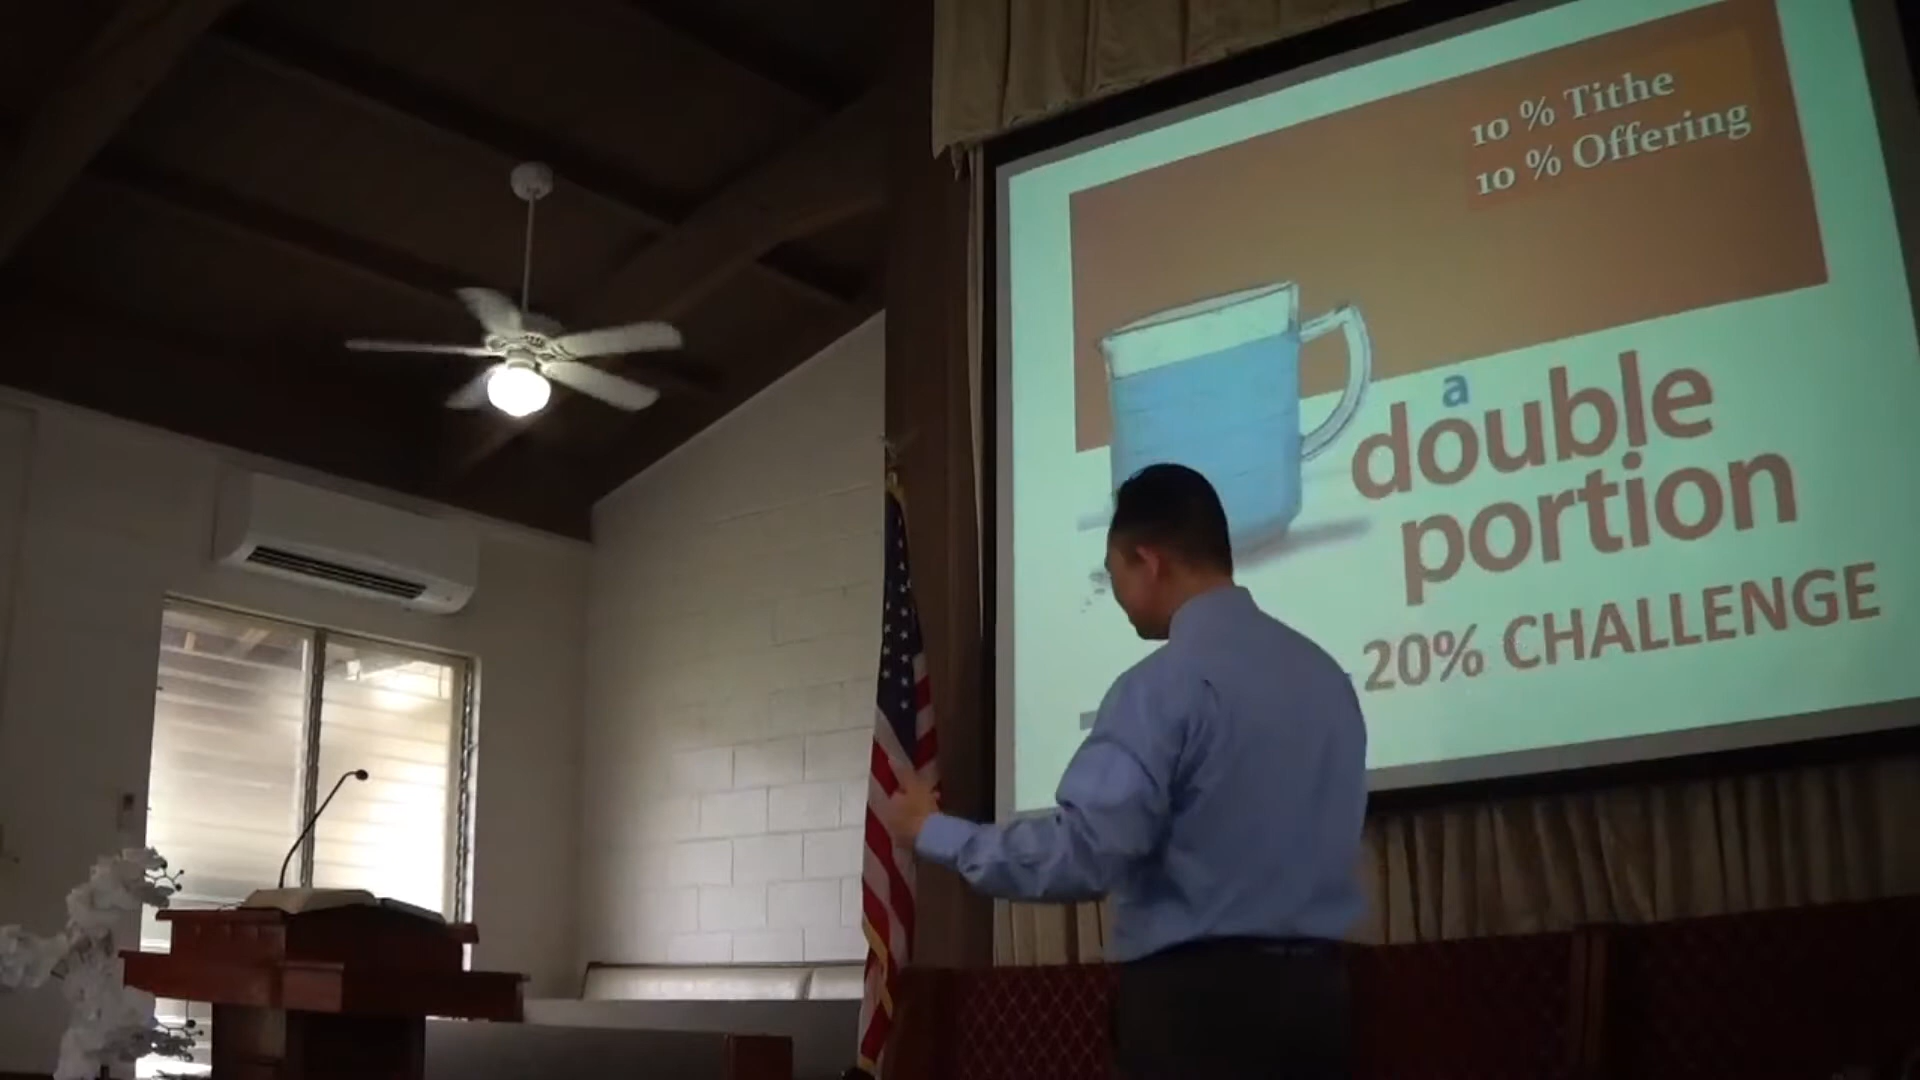 10 % Tithe
10 % Offering
a
double
portion
20% CHALLENGE